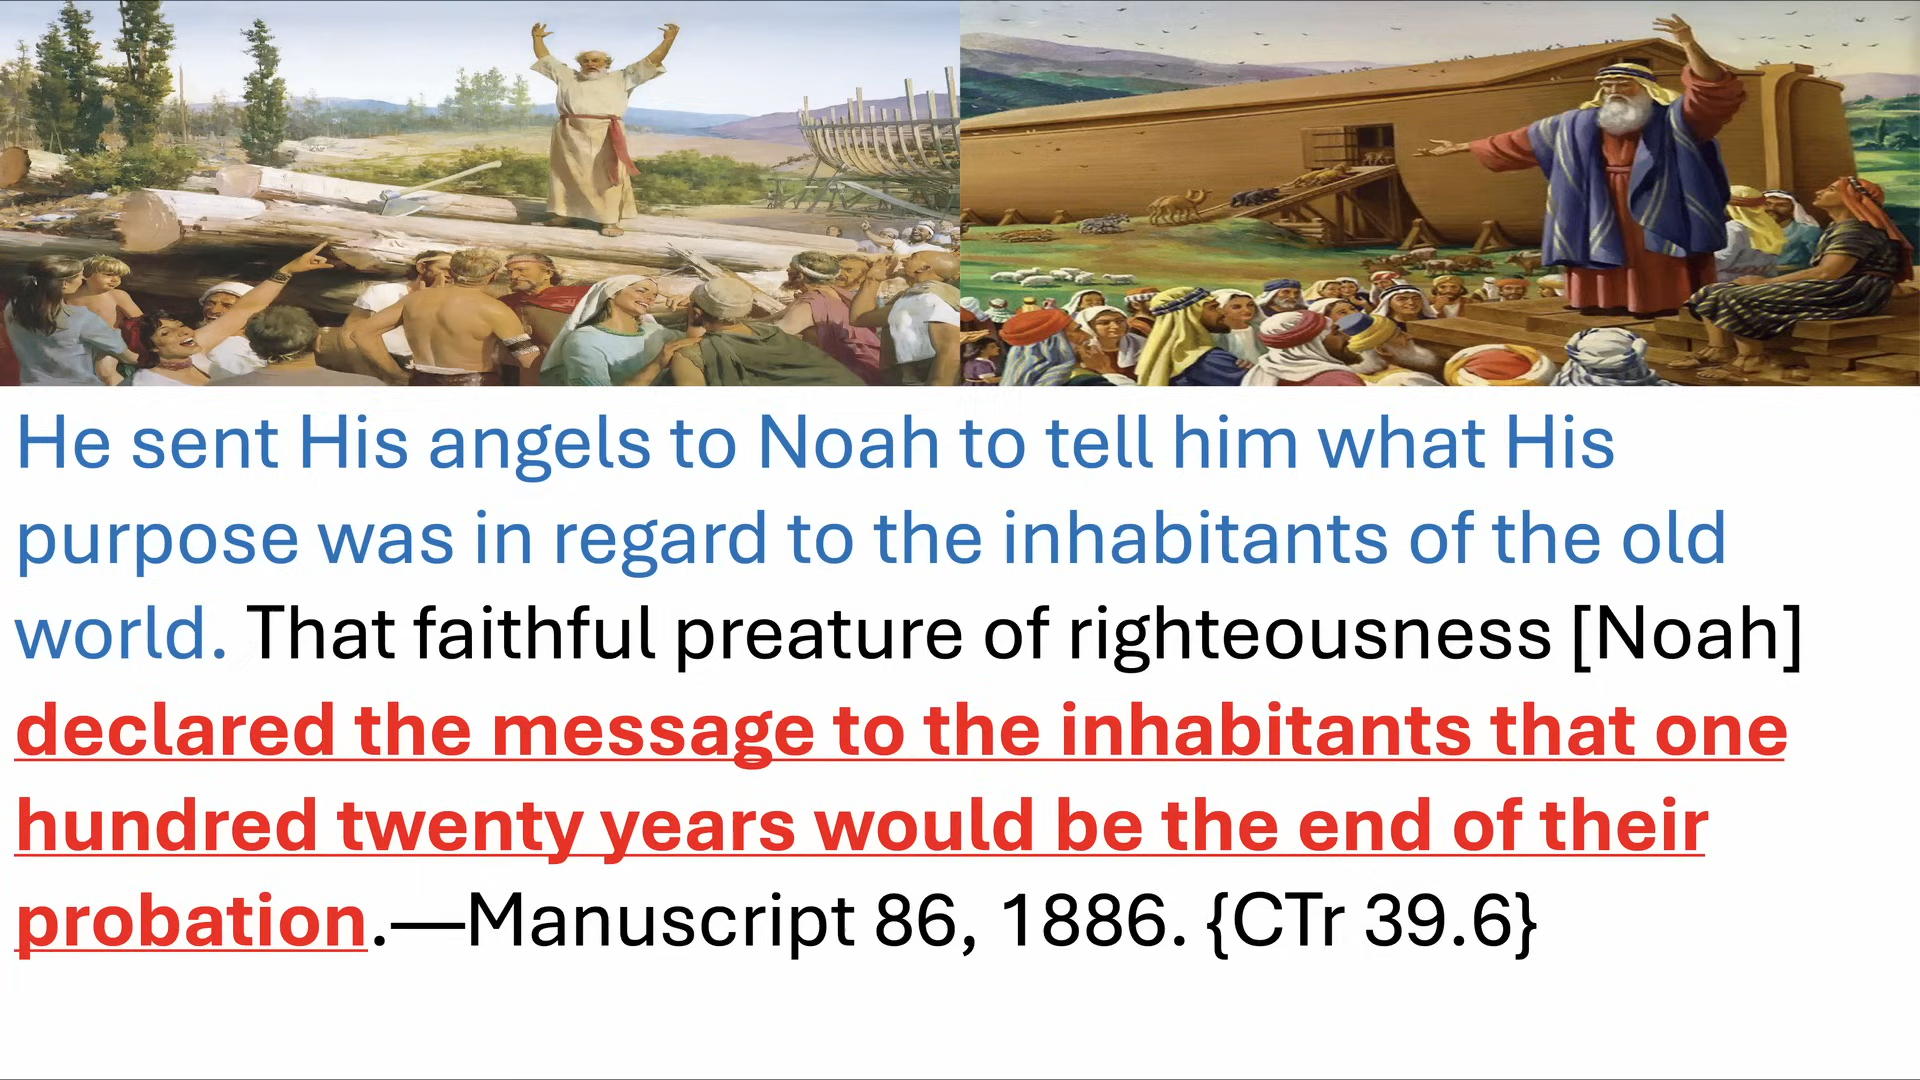 He sent His angels to Noah to tell him what His
purpose was in regard to the inhabitants of the old
world. That faithful preature of righteousness [Noah]
declared the message to the inhabitants that one
hundred twenty years would be the end of their
probation.—Manuscript 86, 1886. {CTr 39.6}